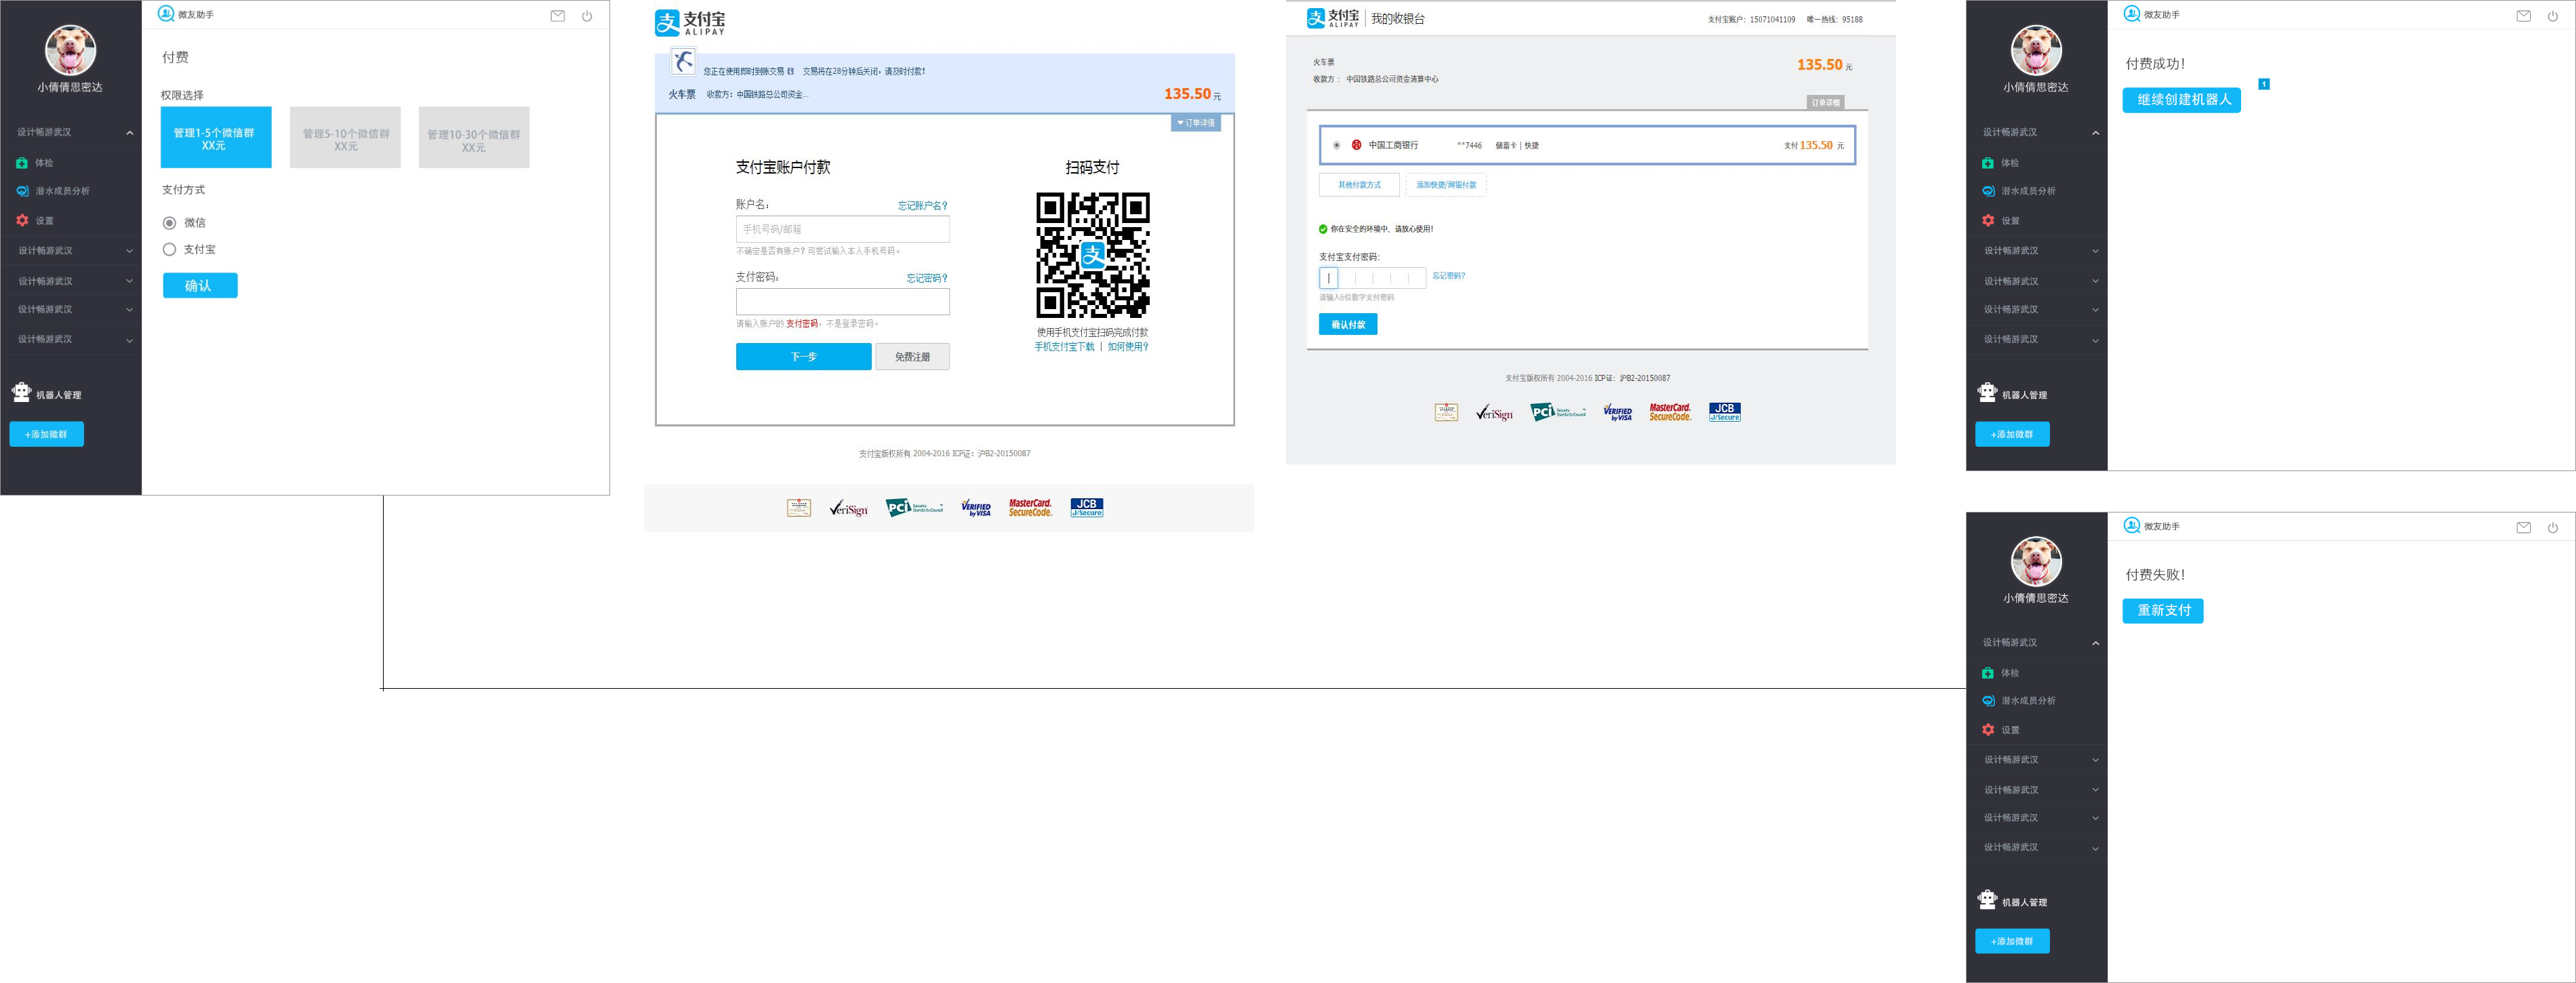 微友助手
小倩倩思密达
设计畅游武汉
体检
潜水成员分析
设置
设计畅游武汉
设计畅游武汉
设计畅游武汉
设计畅游武汉
机器人管理
+添加微群
付费
权限选择
管理1-5个微信群
XX元
管理5-10个微信群
XX元
管理10-30个微信群
XX元
支付方式
微信
支付宝
确认
支 支付宝
ALIPAY
您正在使用即时到账交易 交易将在28分钟后关闭，请及时付款！
火车票 收款方：中国铁路总公司资金...
135.50 元
订单详情
支付宝账户付款
账户名： 忘记账户名？
手机号码/邮箱
不确定是否有账户？可尝试输入本人手机号码。
支付密码： 忘记密码？
请输入账户的 支付密码，不是登录密码。
下一步 免费注册
扫码支付
支
使用手机支付宝扫码完成付款
手机支付宝下载 | 如何使用？
支付宝版权所有 2004-2016 ICP证：沪B2-20150087
VeriSign
PCI Security Standards Council
VERIFIED by VISA
MasterCard. SecureCode.
JCB J/Secure
支 支付宝 ALIPAY | 我的收银台
支付宝账户：15071041109 唯一热线：95188
火车票
收款方： 中国铁路总公司资金清算中心
135.50 元
订单详情
中国工商银行 **7446 储蓄卡 | 快捷 支付 135.50 元
其他付款方式 添加快捷/网银付款
你在安全的环境中，请放心使用！
支付宝支付密码：
忘记密码？
请输入6位数字支付密码
确认付款
支付宝版权所有 2004-2016 ICP证：沪B2-20150087
VeriSign
PCI Security Standards Council
VERIFIED by VISA
MasterCard. SecureCode.
JCB J/Secure
微友助手
小倩倩思密达
设计畅游武汉
体检
潜水成员分析
设置
设计畅游武汉
设计畅游武汉
设计畅游武汉
设计畅游武汉
机器人管理
+添加微群
付费成功！
1
继续创建机器人
微友助手
小倩倩思密达
设计畅游武汉
体检
潜水成员分析
设置
设计畅游武汉
设计畅游武汉
设计畅游武汉
设计畅游武汉
机器人管理
+添加微群
付费失败！
重新支付